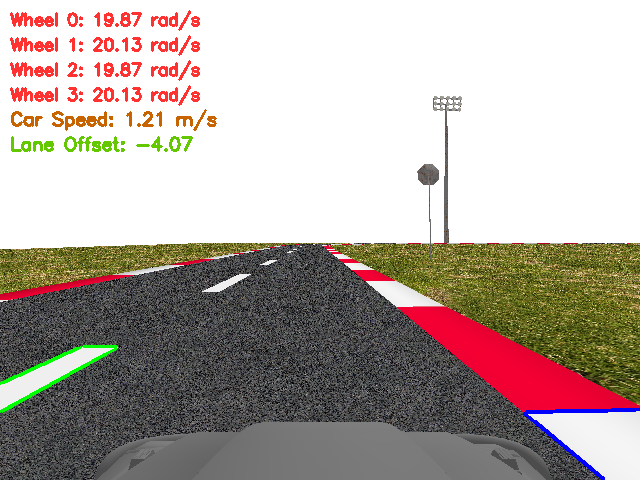 Wheel 0: 19.87 rad/s
Wheel 1: 20.13 rad/s
Wheel 2: 19.87 rad/s
Wheel 3: 20.13 rad/s
Car Speed: 1.21 m/s
Lane Offset: -4.07